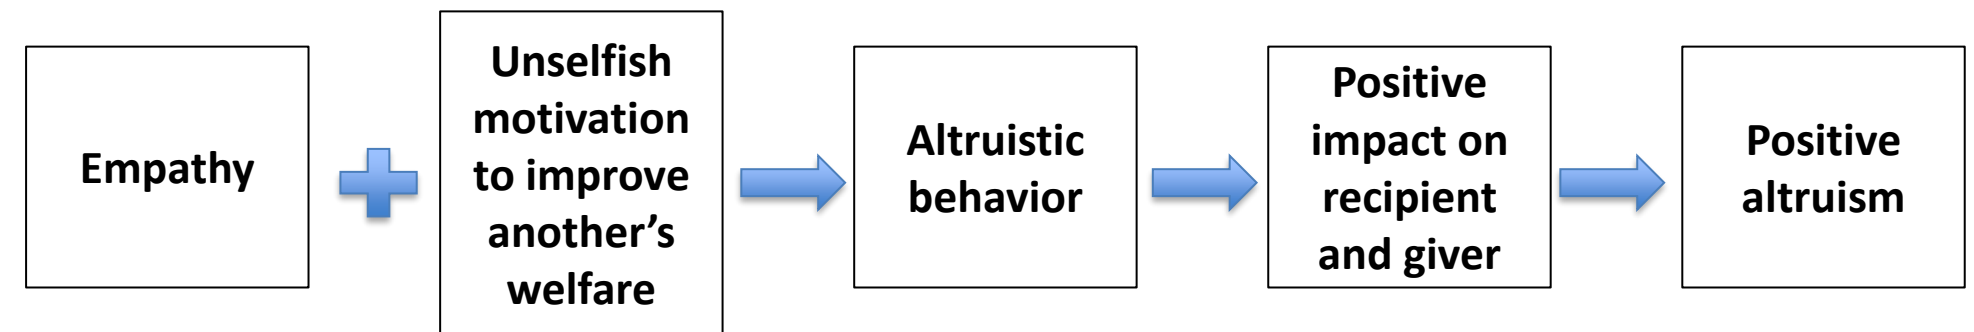 Empathy
Unselfish
motivation
to improve
another’s
welfare
Altruistic
behavior
Positive
impact on
recipient
and giver
Positive
altruism